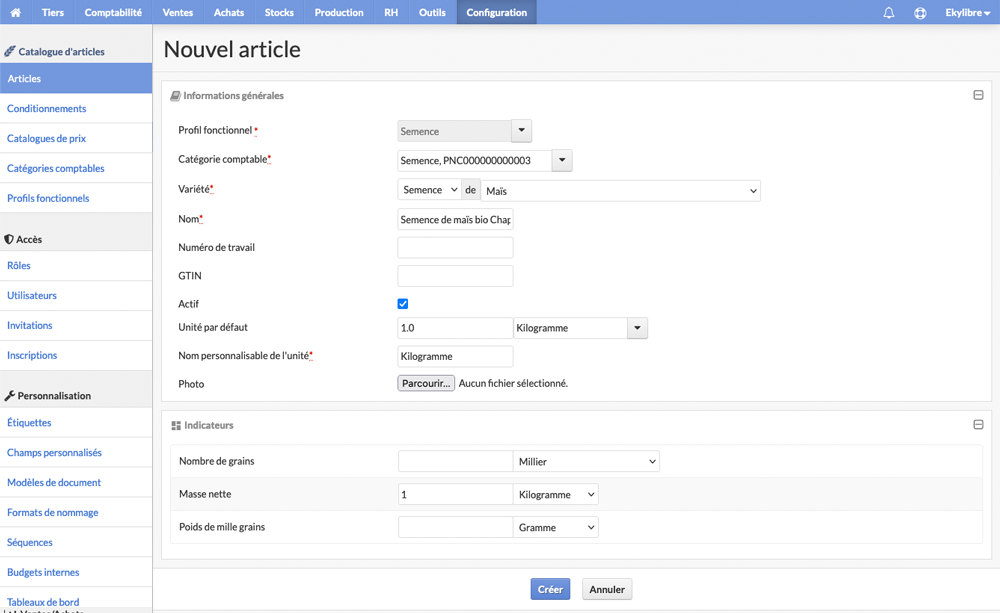 Tiers Comptabilité Ventes Achats Stocks Production RH Outils Configuration Ekylibre
Catalogue d'articles
Articles
Conditionnements
Catalogues de prix
Catégories comptables
Profils fonctionnels
Accès
Rôles
Utilisateurs
Invitations
Inscriptions
Personnalisation
Étiquettes
Champs personnalisés
Modèles de document
Formats de nommage
Séquences
Budgets internes
Tableaux de bord
Nouvel article
Informations générales
Profil fonctionnel * Semence
Catégorie comptable* Semence, PNC000000000003
Variété* Semence de Maïs
Nom* Semence de maïs bio Chap
Numéro de travail
GTIN
Actif
Unité par défaut 1.0 Kilogramme
Nom personnalisable de l'unité* Kilogramme
Photo Parcourir... Aucun fichier sélectionné.
Indicateurs
Nombre de grains Millier
Masse nette 1 Kilogramme
Poids de mille grains Gramme
Créer Annuler